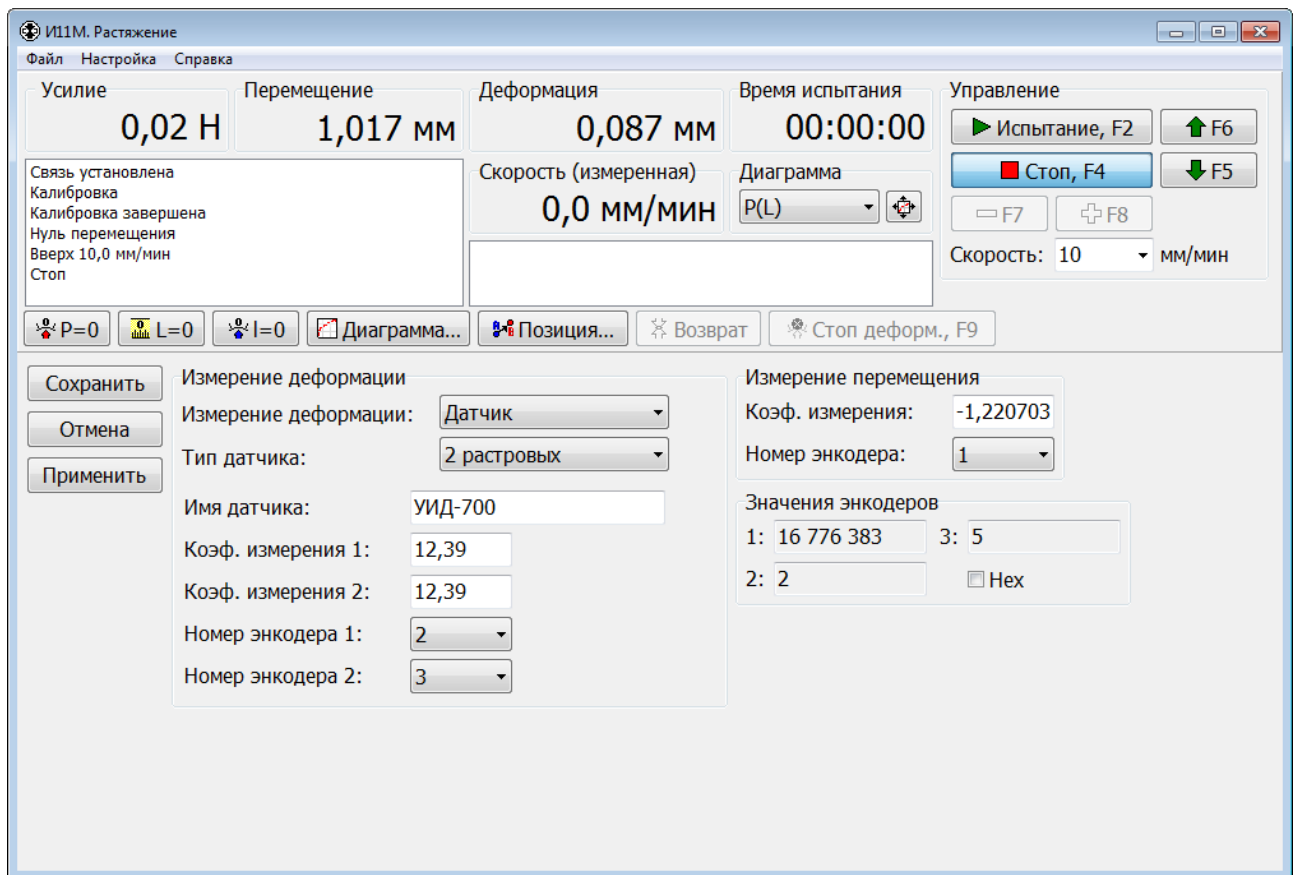 И11М. Растяжение
Файл Настройка Справка
Усилие
0,02 Н
Перемещение
1,017 мм
Деформация
0,087 мм
Время испытания
00:00:00
Управление
Испытание, F2
F6
Стоп, F4
F5
F7
F8
Скорость: 10 мм/мин
Связь установлена
Калибровка
Калибровка завершена
Нуль перемещения
Вверх 10,0 мм/мин
Стоп
Скорость (измеренная)
0,0 мм/мин
Диаграмма
P(L)
P=0
L=0
l=0
Диаграмма...
Позиция...
Возврат
Стоп деформ., F9
Сохранить
Отмена
Применить
Измерение деформации
Измерение деформации: Датчик
Тип датчика: 2 растровых
Имя датчика: УИД-700
Коэф. измерения 1: 12,39
Коэф. измерения 2: 12,39
Номер энкодера 1: 2
Номер энкодера 2: 3
Измерение перемещения
Коэф. измерения: -1,220703
Номер энкодера: 1
Значения энкодеров
1: 16 776 383 3: 5
2: 2 Hex